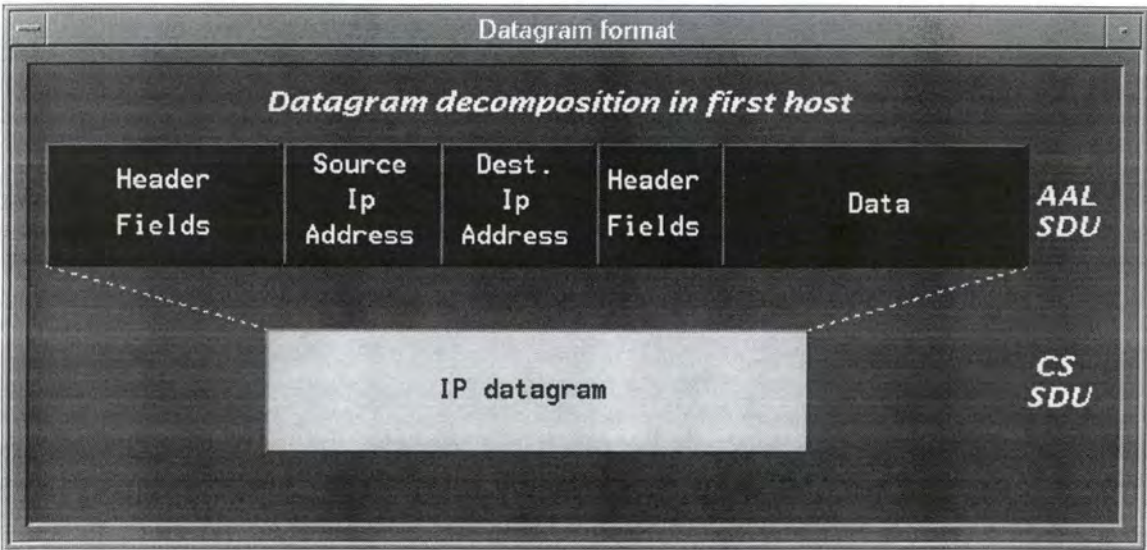 Datagram format
Datagram decomposition in first host
Header
Fields
Source
Ip
Address
Dest.
Ip
Address
Header
Fields
Data
AAL
SDU
IP datagram
CS
SDU